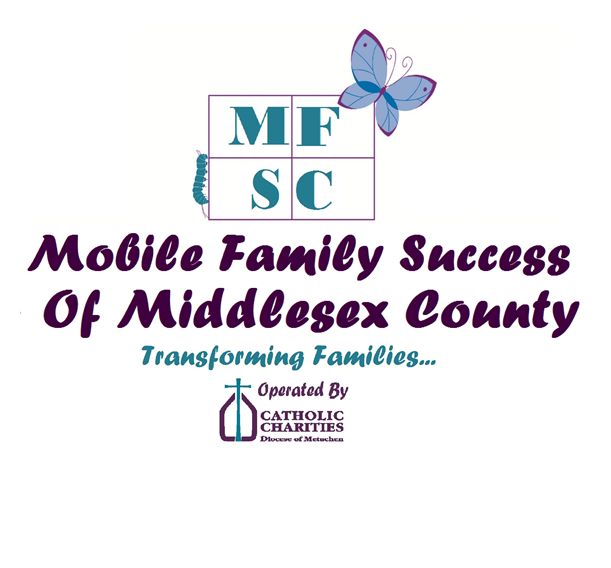 MF
SC
Mobile Family Success
Of Middlesex County
Transforming Families...
Operated By
CATHOLIC
CHARITIES
Diocese of Metuchen